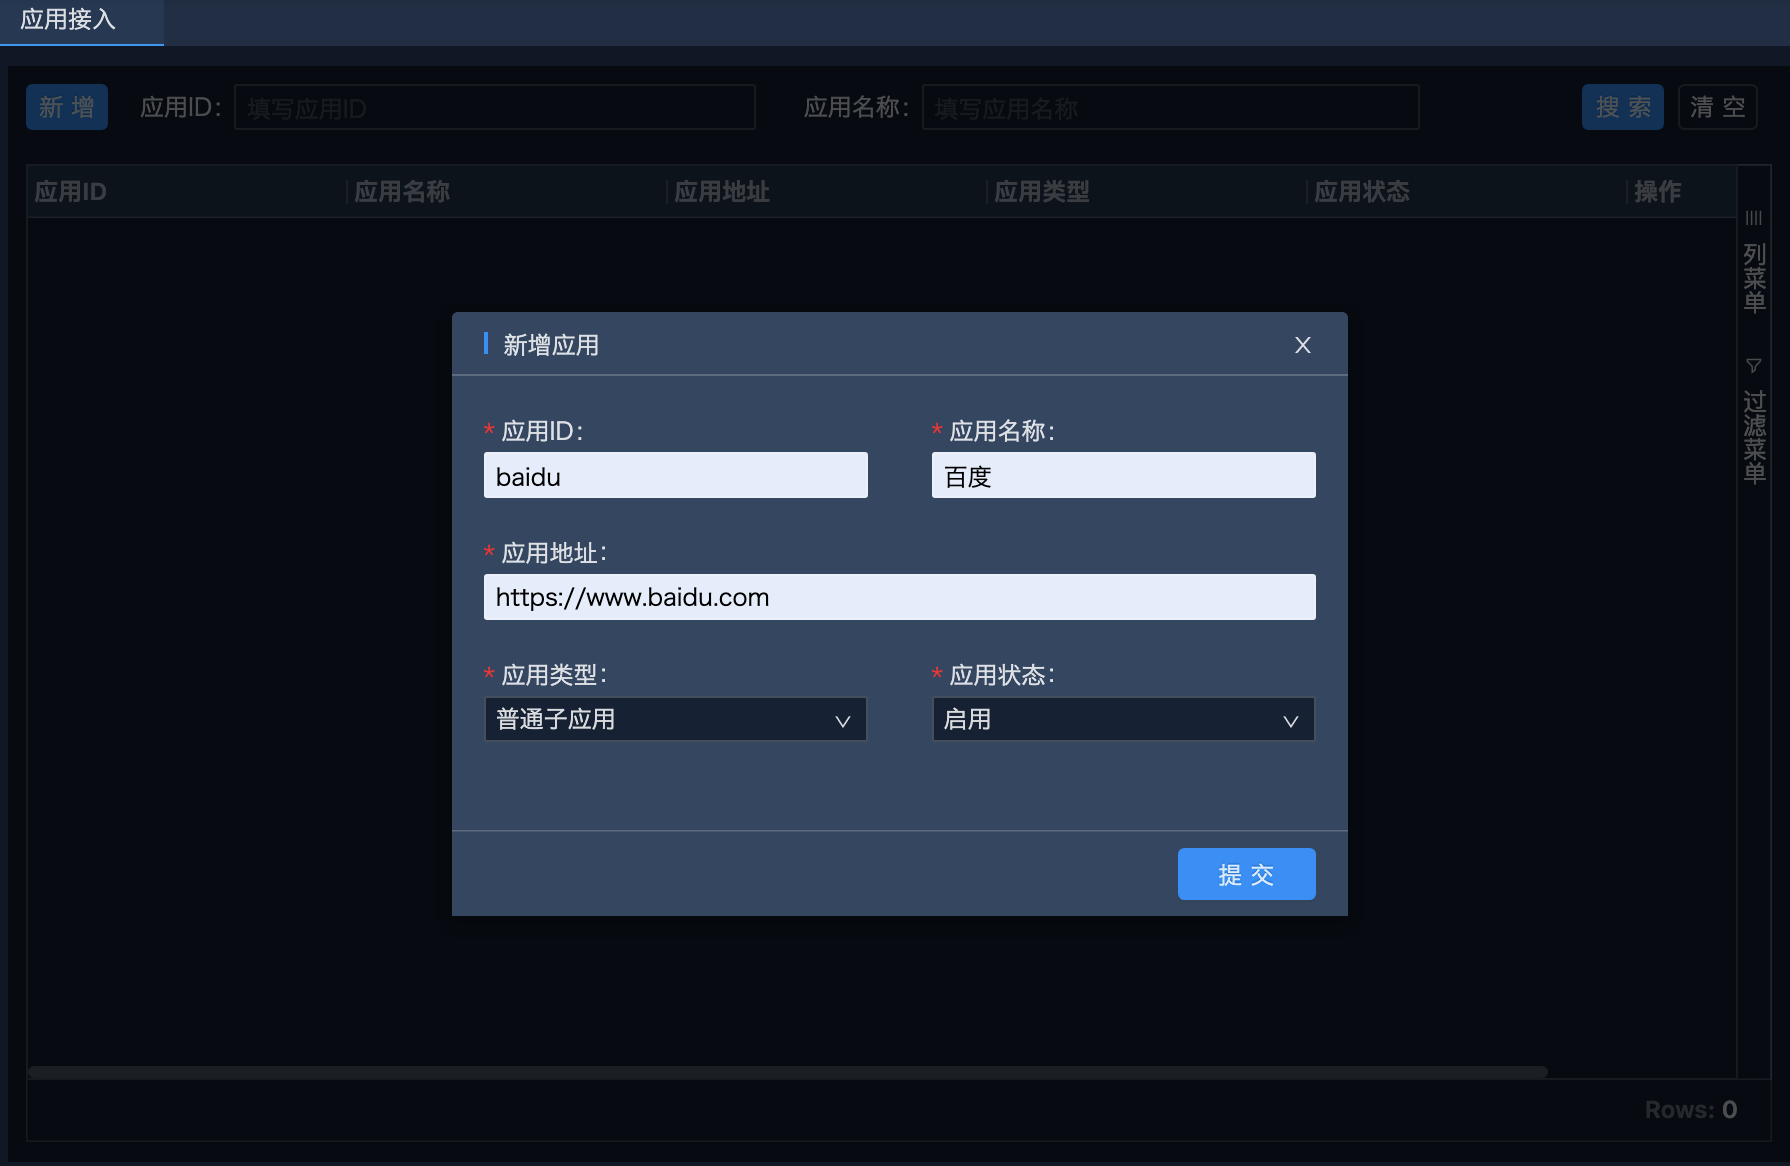 应用接入
新 增 应用ID: 填写应用ID 应用名称: 填写应用名称 搜 索 清 空
应用ID 应用名称 应用地址 应用类型 应用状态 操作
列菜单
过滤菜单
新增应用 X
* 应用ID: * 应用名称:
baidu 百度
* 应用地址:
https://www.baidu.com
* 应用类型: * 应用状态:
普通子应用 启用
提 交
Rows: 0